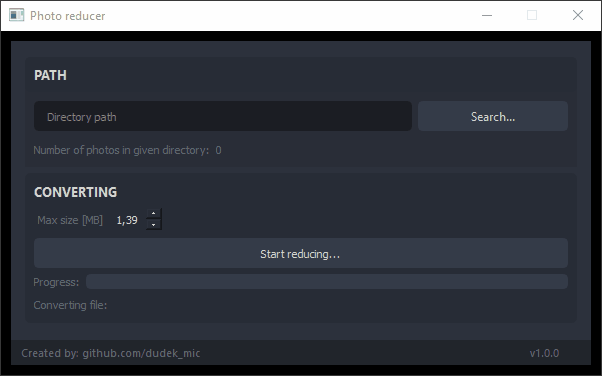 Photo reducer
PATH
Directory path
Search...
Number of photos in given directory: 0
CONVERTING
Max size [MB] 1,39
Start reducing...
Progress:
Converting file:
Created by: github.com/dudek_mic v1.0.0